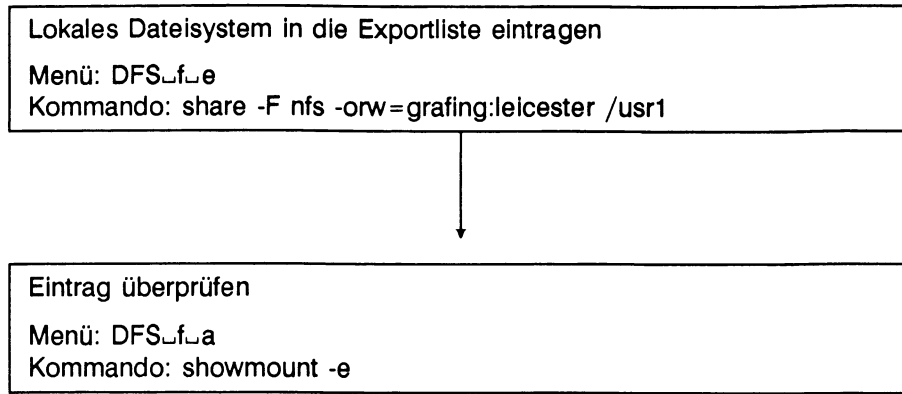 Lokales Dateisystem in die Exportliste eintragen
Menü: DFS␣f␣e
Kommando: share -F nfs -orw=grafing:leicester /usr1
Eintrag überprüfen
Menü: DFS␣f␣a
Kommando: showmount -e